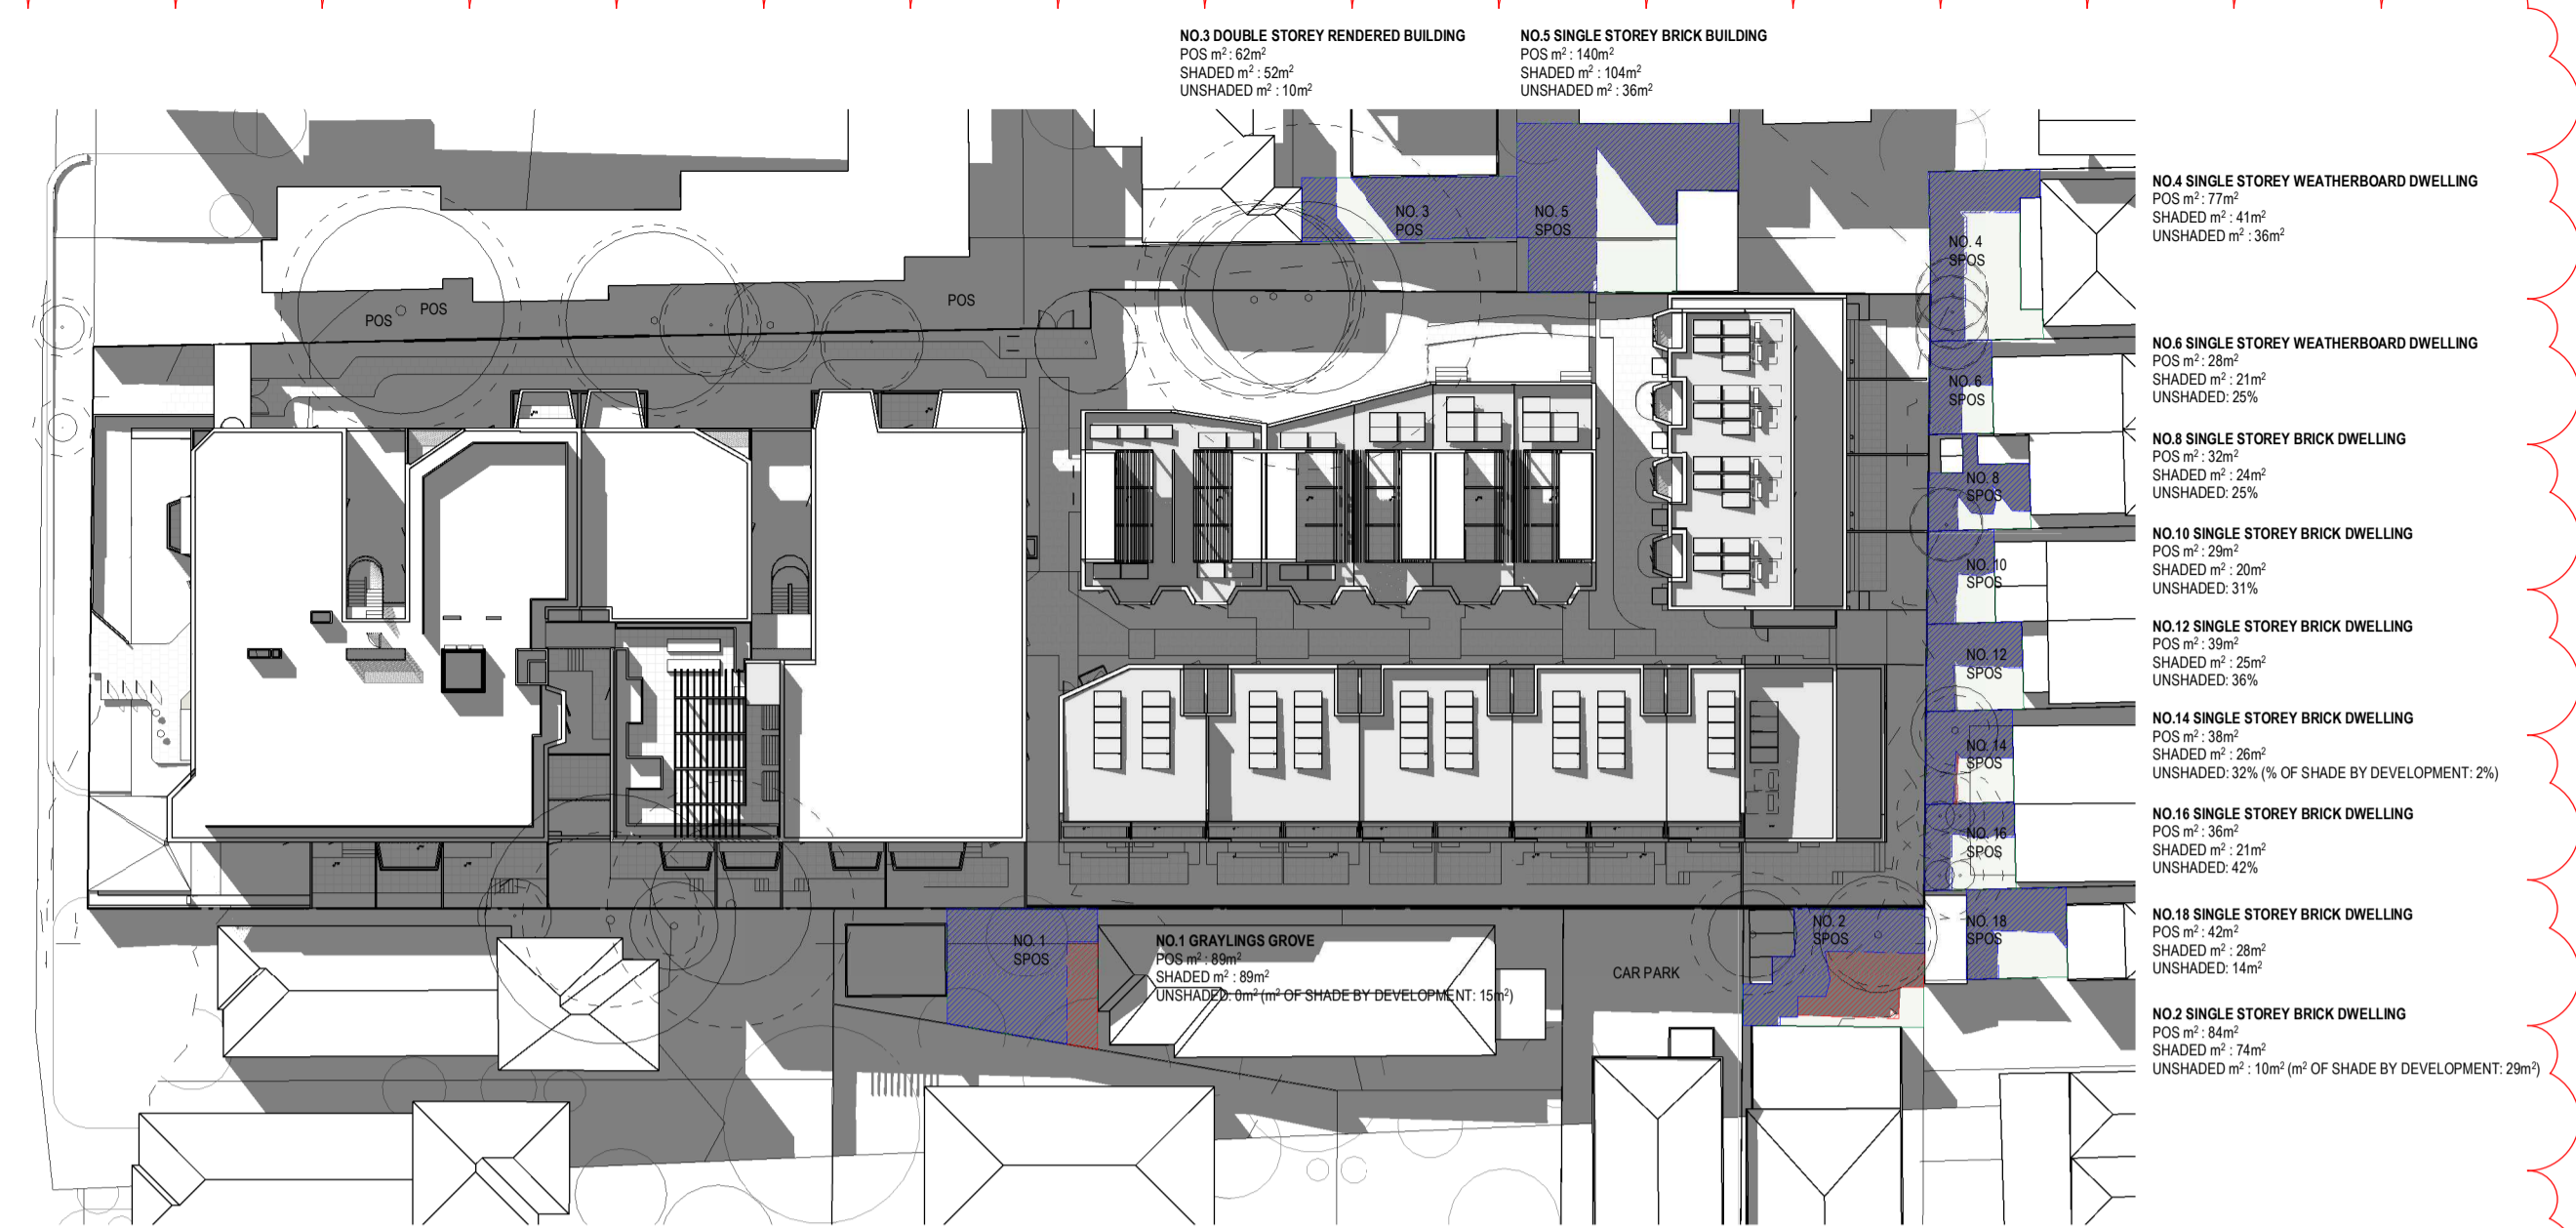 NO.3 DOUBLE STOREY RENDERED BUILDING
POS m² : 62m²
SHADED m² : 52m²
UNSHADED m² : 10m²
NO.5 SINGLE STOREY BRICK BUILDING
POS m² : 140m²
SHADED m² : 104m²
UNSHADED m² : 36m²
NO.4 SINGLE STOREY WEATHERBOARD DWELLING
POS m² : 77m²
SHADED m² : 41m²
UNSHADED m² : 36m²
NO. 3
POS
NO. 5
SPOS
NO. 4
SPOS
POS
POS
POS
NO.6 SINGLE STOREY WEATHERBOARD DWELLING
POS m² : 28m²
SHADED m² : 21m²
UNSHADED: 25%
NO. 6
SPOS
NO.8 SINGLE STOREY BRICK DWELLING
POS m² : 32m²
SHADED m² : 24m²
UNSHADED: 25%
NO. 8
SPOS
NO.10 SINGLE STOREY BRICK DWELLING
POS m² : 29m²
SHADED m² : 20m²
UNSHADED: 31%
NO. 10
SPOS
NO.12 SINGLE STOREY BRICK DWELLING
POS m² : 39m²
SHADED m² : 25m²
UNSHADED: 36%
NO. 12
SPOS
NO.14 SINGLE STOREY BRICK DWELLING
POS m² : 38m²
SHADED m² : 26m²
UNSHADED: 32% (% OF SHADE BY DEVELOPMENT: 2%)
NO. 14
SPOS
NO.16 SINGLE STOREY BRICK DWELLING
POS m² : 36m²
SHADED m² : 21m²
UNSHADED: 42%
NO. 16
SPOS
NO.18 SINGLE STOREY BRICK DWELLING
POS m² : 42m²
SHADED m² : 28m²
UNSHADED: 14m²
NO. 1
SPOS
NO.1 GRAYLINGS GROVE
POS m² : 89m²
SHADED m² : 89m²
UNSHADED: 0m² (m² OF SHADE BY DEVELOPMENT: 15m²)
CAR PARK
NO. 2
SPOS
NO. 18
SPOS
NO.2 SINGLE STOREY BRICK DWELLING
POS m² : 84m²
SHADED m² : 74m²
UNSHADED m² : 10m² (m² OF SHADE BY DEVELOPMENT: 29m²)